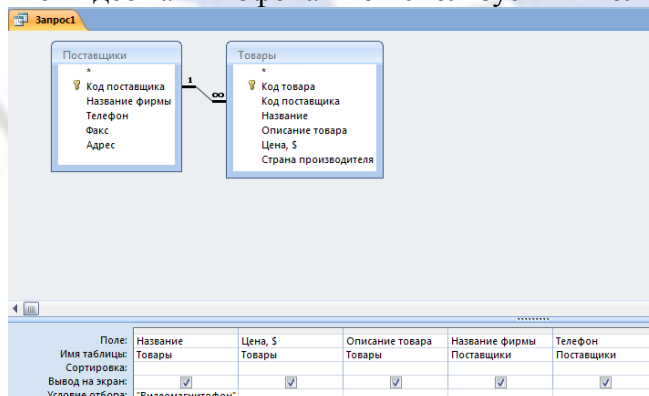 Запрос1
Поставщики
*
Код поставщика
Название фирмы
Телефон
Факс
Адрес
1
∞
Товары
*
Код товара
Код поставщика
Название
Описание товара
Цена, $
Страна производителя
Поле: Название Цена, $ Описание товара Название фирмы Телефон
Имя таблицы: Товары Товары Товары Поставщики Поставщики
Сортировка:
Вывод на экран:
Условие отбора: "Видеомагнитофон"